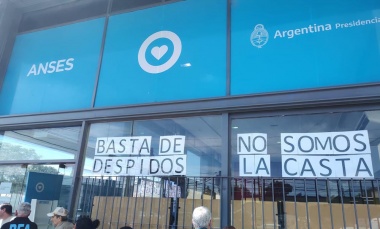 ANSES
Argentina Presidencia
BASTA DE
DESPIDOS
NO SOMOS
LA CASTA